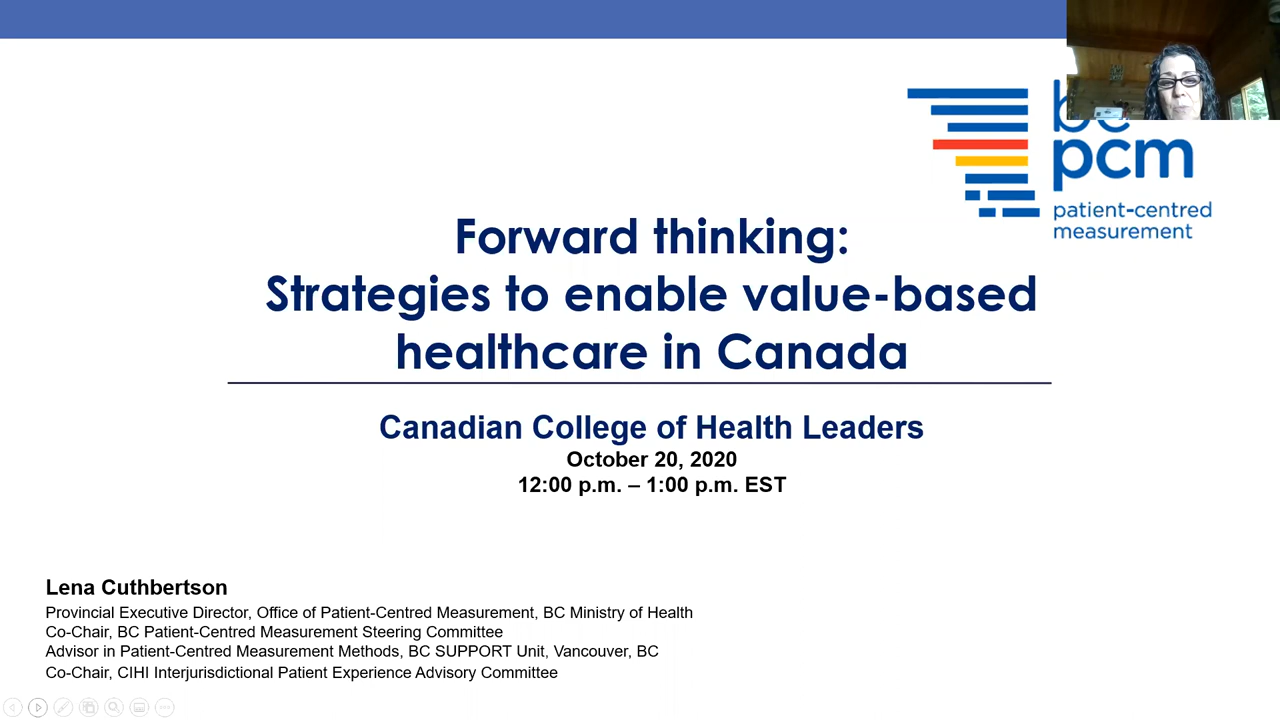 bc
pcm
patient-centred
measurement
Forward thinking:
Strategies to enable value-based
healthcare in Canada
Canadian College of Health Leaders
October 20, 2020
12:00 p.m. – 1:00 p.m. EST
Lena Cuthbertson
Provincial Executive Director, Office of Patient-Centred Measurement, BC Ministry of Health
Co-Chair, BC Patient-Centred Measurement Steering Committee
Advisor in Patient-Centred Measurement Methods, BC SUPPORT Unit, Vancouver, BC
Co-Chair, CIHI Interjurisdictional Patient Experience Advisory Committee